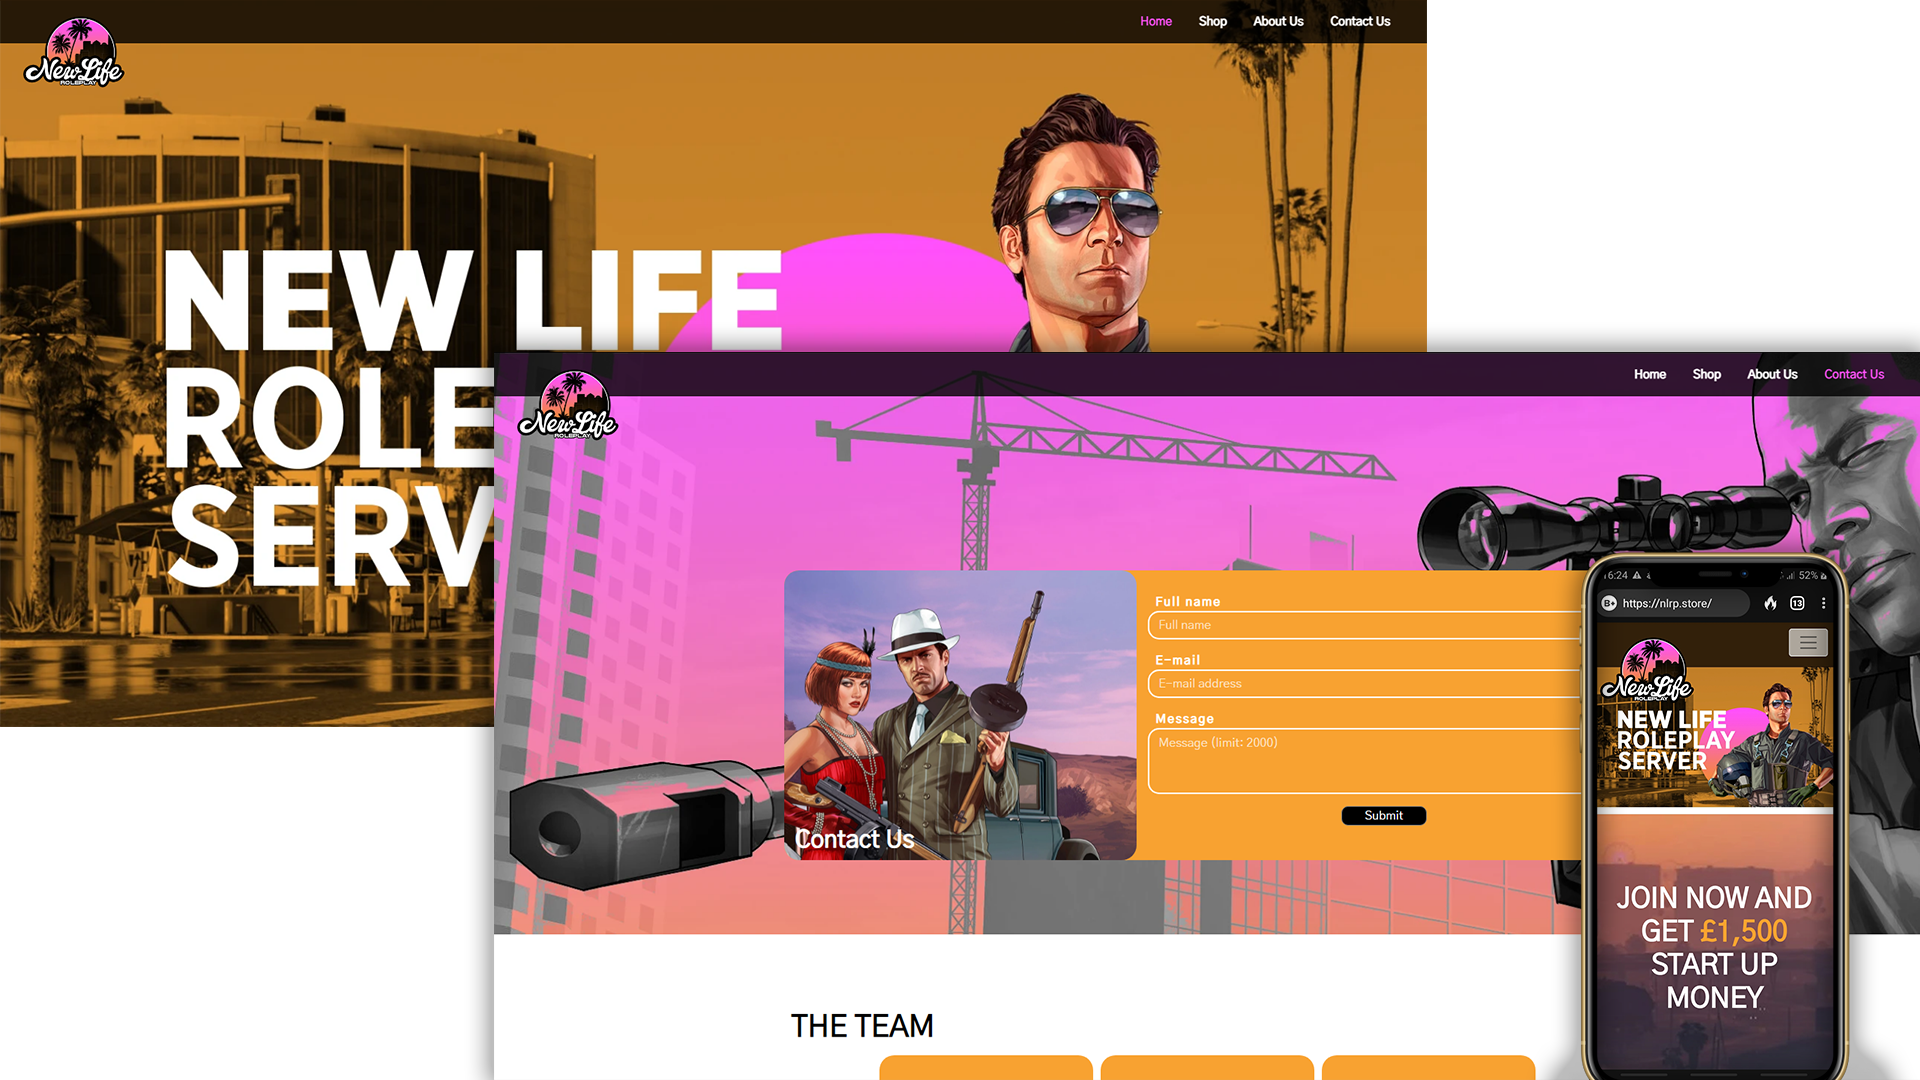 Home
Shop
About Us
Contact Us
New Life
ROLEPLAY
NEW LIFE
ROLE
SERV
Home
Shop
About Us
Contact Us
New Life
ROLEPLAY
Full name
Full name
E-mail
E-mail address
Message
Message (limit: 2000)
Submit
Contact Us
THE TEAM
16:24
52%
B+
https://nlrp.store/
13
New Life
ROLEPLAY
NEW LIFE
ROLEPLAY
SERVER
JOIN NOW AND
GET £1,500
START UP
MONEY